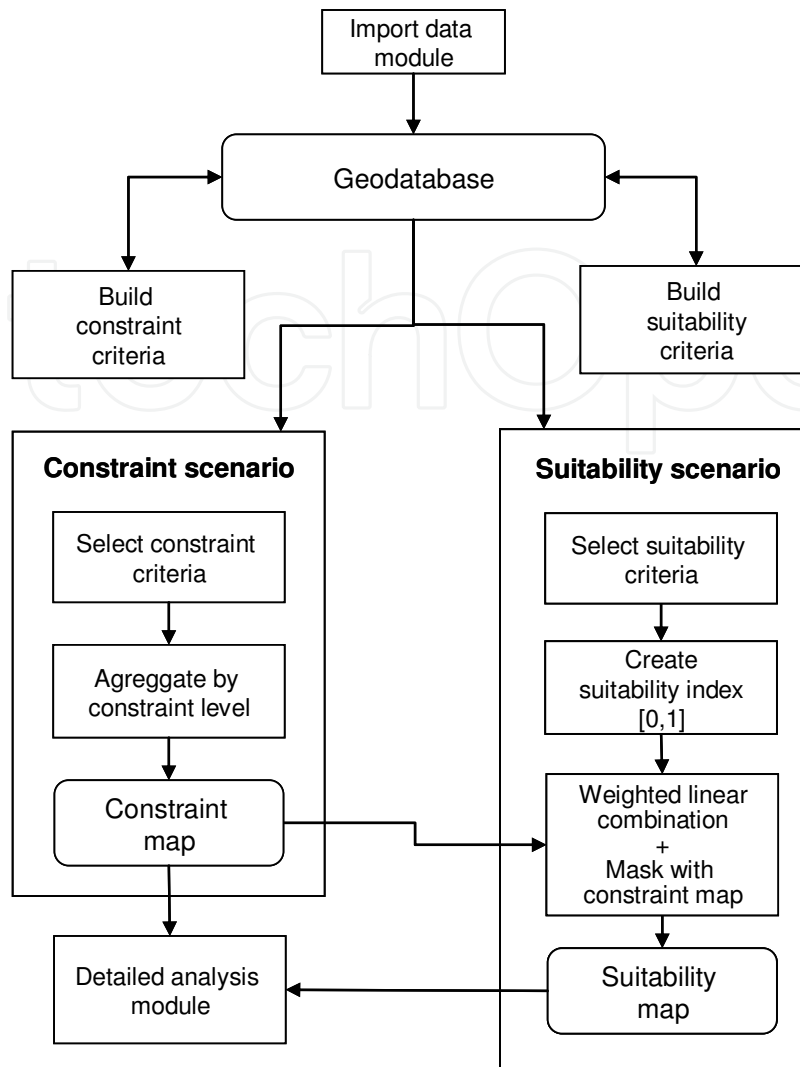 Import data
module
Geodatabase
Build
constraint
criteria
Build
suitability
criteria
Constraint scenario
Select constraint
criteria
Agreggate by
constraint level
Constraint
map
Detailed analysis
module
Suitability scenario
Select suitability
criteria
Create
suitability index
[0,1]
Weighted linear
combination
+
Mask with
constraint map
Suitability
map